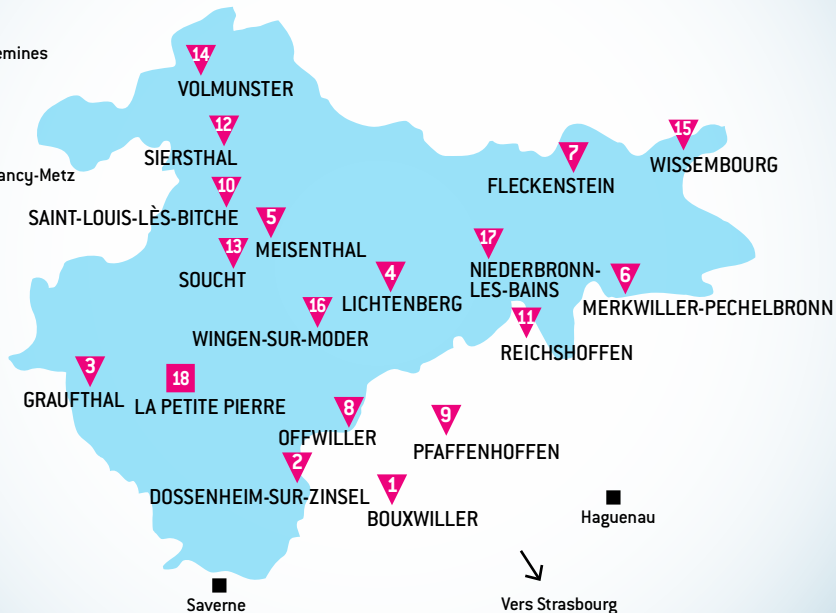 emines
14
VOLMUNSTER
12
SIERSTHAL
15
WISSEMBOURG
7
FLECKENSTEIN
ancy-Metz
10
SAINT-LOUIS-LÈS-BITCHE
5
MEISENTHAL
13
SOUCHT
17
NIEDERBRONN-
LES-BAINS
4
LICHTENBERG
6
MERKWILLER-PECHELBRONN
16
WINGEN-SUR-MODER
11
REICHSHOFFEN
3
GRAUFTHAL
18
LA PETITE PIERRE
8
OFFWILLER
9
PFAFFENHOFFEN
2
DOSSENHEIM-SUR-ZINSEL
1
BOUXWILLER
Haguenau
Saverne
Vers Strasbourg